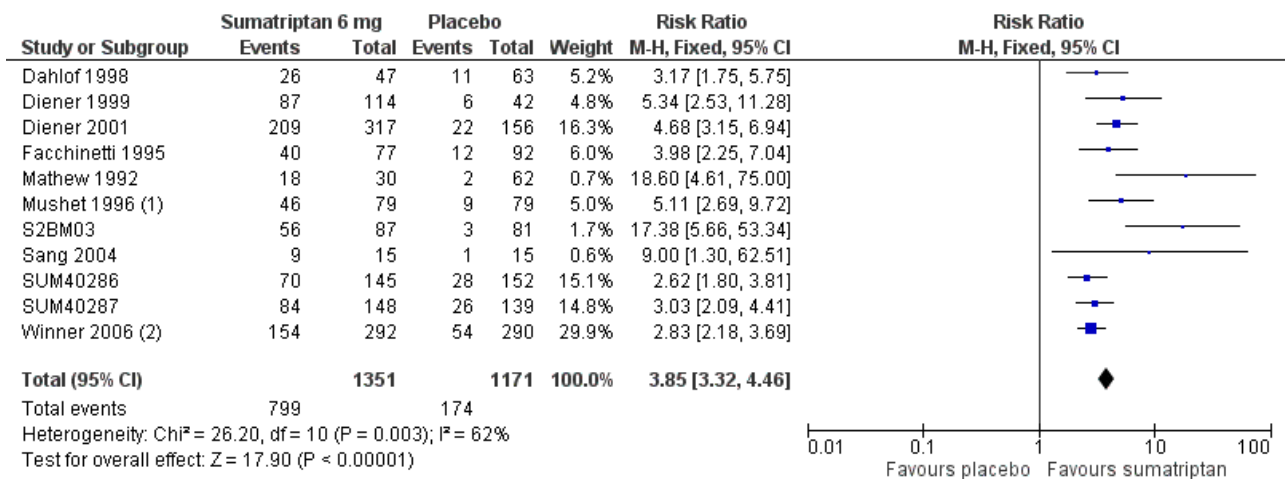 Sumatriptan 6 mg Placebo Risk Ratio Risk Ratio
Study or Subgroup Events Total Events Total Weight M-H, Fixed, 95% CI M-H, Fixed, 95% CI
Dahlof 1998 26 47 11 63 5.2% 3.17 [1.75, 5.75]
Diener 1999 87 114 6 42 4.8% 5.34 [2.53, 11.28]
Diener 2001 209 317 22 156 16.3% 4.68 [3.15, 6.94]
Facchinetti 1995 40 77 12 92 6.0% 3.98 [2.25, 7.04]
Mathew 1992 18 30 2 62 0.7% 18.60 [4.61, 75.00]
Mushet 1996 (1) 46 79 9 79 5.0% 5.11 [2.69, 9.72]
S2BM03 56 87 3 81 1.7% 17.38 [5.66, 53.34]
Sang 2004 9 15 1 15 0.6% 9.00 [1.30, 62.51]
SUM40286 70 145 28 152 15.1% 2.62 [1.80, 3.81]
SUM40287 84 148 26 139 14.8% 3.03 [2.09, 4.41]
Winner 2006 (2) 154 292 54 290 29.9% 2.83 [2.18, 3.69]
Total (95% CI) 1351 1171 100.0% 3.85 [3.32, 4.46]
Total events 799 174
Heterogeneity: Chi² = 26.20, df = 10 (P = 0.003); I² = 62%
Test for overall effect: Z = 17.90 (P < 0.00001)
0.01 0.1 1 10 100
Favours placebo Favours sumatriptan